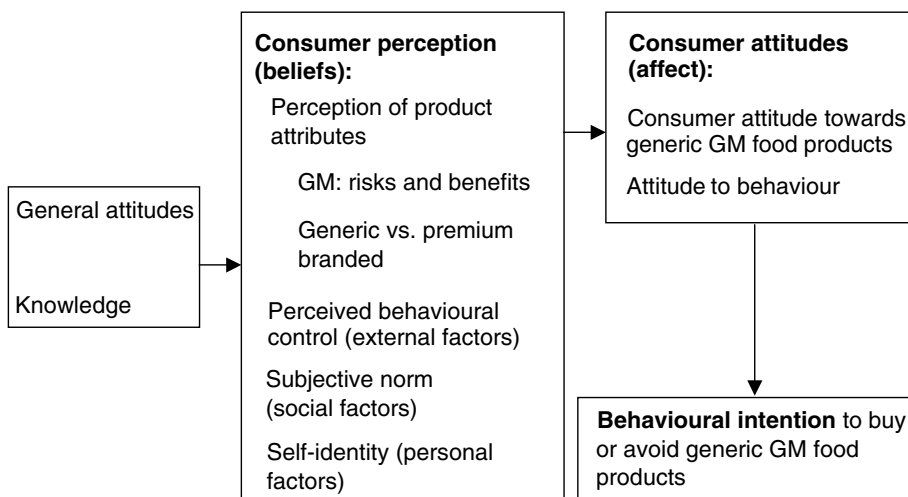 General attitudes
Knowledge
Consumer perception
(beliefs):
Perception of product
attributes
GM: risks and benefits
Generic vs. premium
branded
Perceived behavioural
control (external factors)
Subjective norm
(social factors)
Self-identity (personal
factors)
Consumer attitudes
(affect):
Consumer attitude towards
generic GM food products
Attitude to behaviour
Behavioural intention to buy
or avoid generic GM food
products